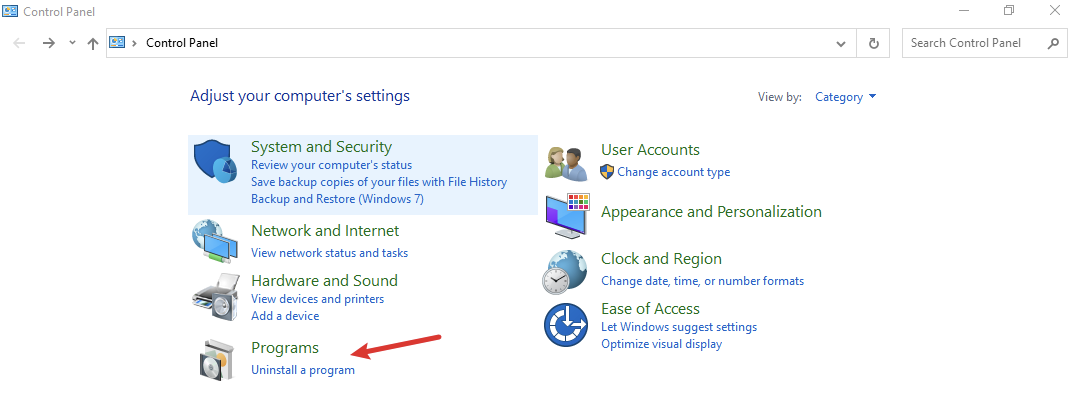 Control Panel
Control Panel
Search Control Panel
Adjust your computer's settings
View by: Category
System and Security
Review your computer's status
Save backup copies of your files with File History
Backup and Restore (Windows 7)
Network and Internet
View network status and tasks
Hardware and Sound
View devices and printers
Add a device
Programs
Uninstall a program
User Accounts
Change account type
Appearance and Personalization
Clock and Region
Change date, time, or number formats
Ease of Access
Let Windows suggest settings
Optimize visual display